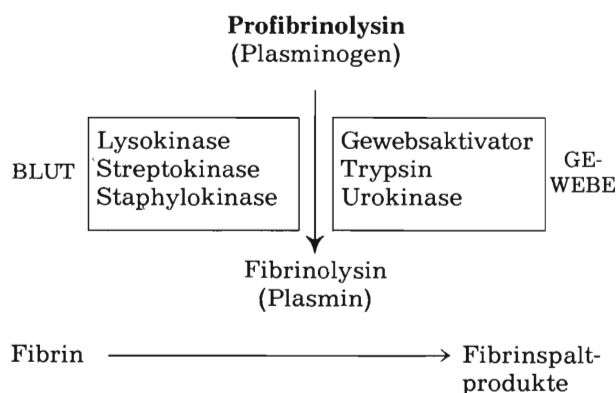 Profibrinolysin
(Plasminogen)
BLUT
Lysokinase
Streptokinase
Staphylokinase
Gewebsaktivator
Trypsin
Urokinase
GE-
WEBE
Fibrinolysin
(Plasmin)
Fibrin
Fibrinspalt-
produkte